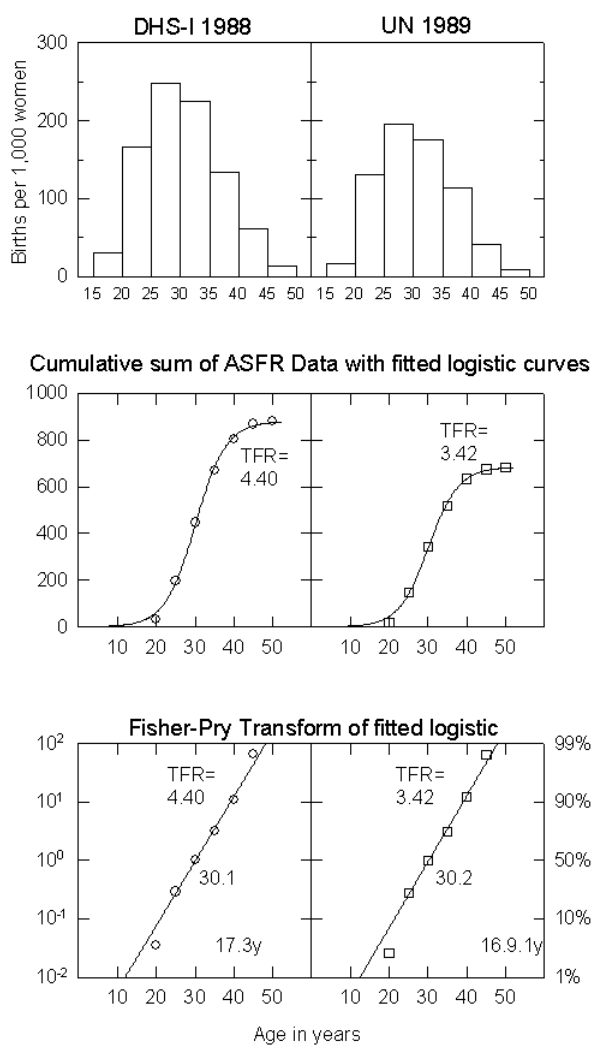 DHS-I 1988 UN 1989
300
200
100
0
Births per 1,000 women
15 20 25 30 35 40 45 50 15 20 25 30 35 40 45 50
Cumulative sum of ASFR Data with fitted logistic curves
1000
800
600
400
200
0
TFR=
4.40
TFR=
3.42
10 20 30 40 50 10 20 30 40 50
Fisher-Pry Transform of fitted logistic
10² 99%
10¹ 90%
10⁰ 50%
10⁻¹ 10%
10⁻² 1%
TFR=
4.40
30.1
17.3y
TFR=
3.42
30.2
16.9.1y
10 20 30 40 50 10 20 30 40 50
Age in years